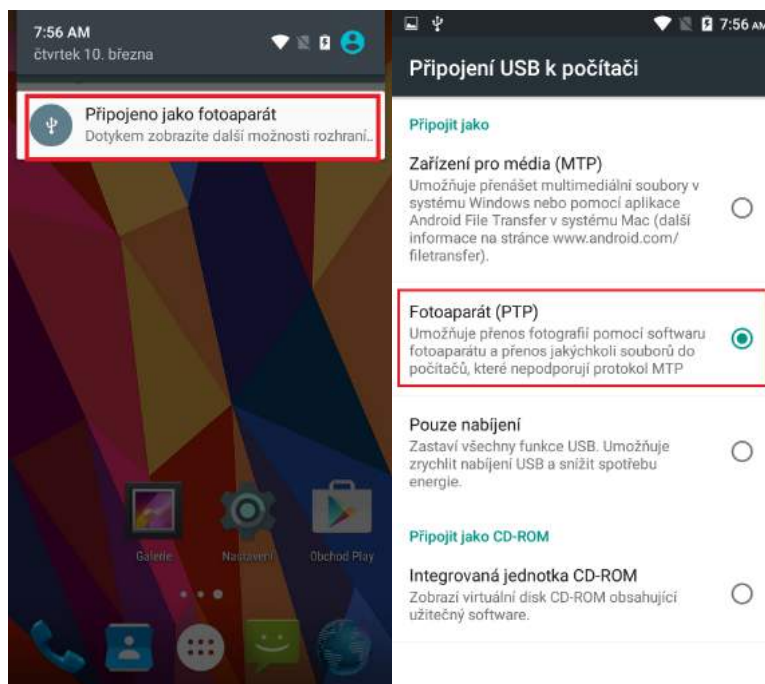 7:56 AM
čtvrtek 10. března
Připojeno jako fotoaparát
Dotykem zobrazíte další možnosti rozhraní..
Galerie
Nastavení
Obchod Play
7:56 AM
Připojení USB k počítači
Připojit jako
Zařízení pro média (MTP)
Umožňuje přenášet multimediální soubory v
systému Windows nebo pomocí aplikace
Android File Transfer v systému Mac (další
informace na stránce www.android.com/
filetransfer).
Fotoaparát (PTP)
Umožňuje přenos fotografií pomocí softwaru
fotoaparátu a přenos jakýchkoli souborů do
počítačů, které nepodporují protokol MTP
Pouze nabíjení
Zastaví všechny funkce USB. Umožňuje
zrychlit nabíjení USB a snížit spotřebu
energie.
Připojit jako CD-ROM
Integrovaná jednotka CD-ROM
Zobrazí virtuální disk CD-ROM obsahující
užitečný software.